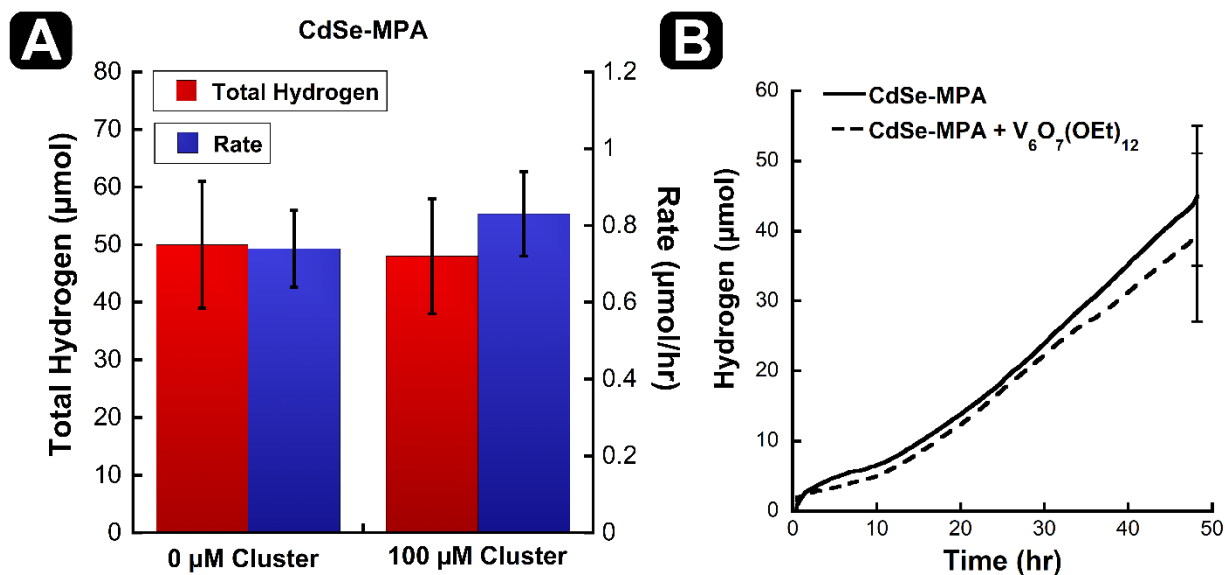 A
CdSe-MPA
Total Hydrogen
Rate
Total Hydrogen (μmol)
80
70
60
50
40
30
20
10
0
Rate (μmol/hr)
1.2
1
0.8
0.6
0.4
0.2
0
0 μM Cluster
100 μM Cluster
B
CdSe-MPA
CdSe-MPA + V₆O₇(OEt)₁₂
Hydrogen (μmol)
60
50
40
30
20
10
0
0
10
20
30
40
50
Time (hr)